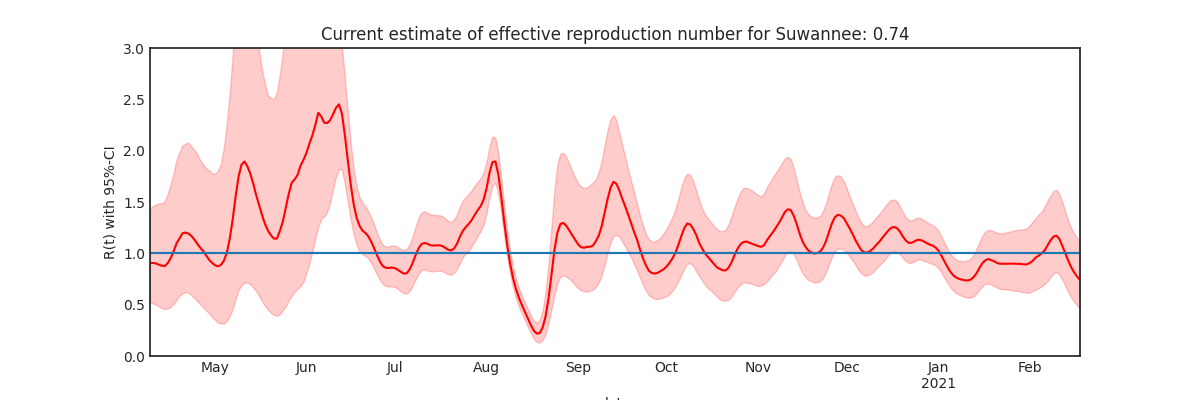 Current estimate of effective reproduction number for Suwannee: 0.74
R(t) with 95%-CI
3.0
2.5
2.0
1.5
1.0
0.5
0.0
May Jun Jul Aug Sep Oct Nov Dec Jan Feb
2021